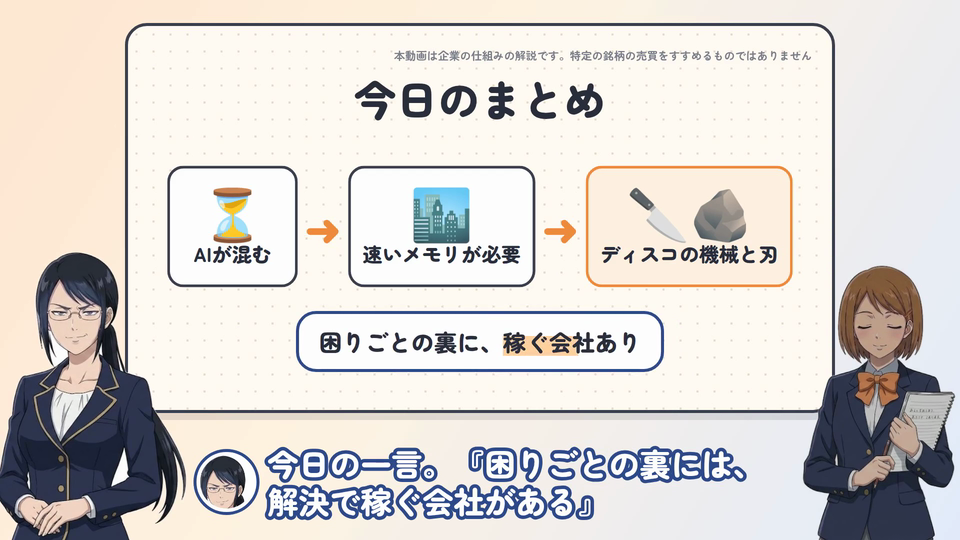 本動画は企業の仕組みの解説です。特定の銘柄の売買をすすめるものではありません
今日のまとめ
AIが混む
速いメモリが必要
ディスコの機械と刃
困りごとの裏に、稼ぐ会社あり
今日の一言。『困りごとの裏には、
解決で稼ぐ会社がある』